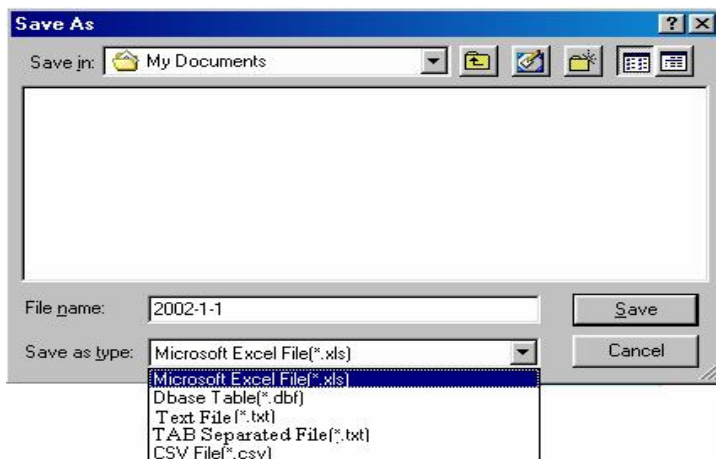 Save As
Save in: My Documents
File name: 2002-1-1 Save
Save as type: Microsoft Excel File(*.xls) Cancel
Microsoft Excel File(*.xls)
Dbase Table(*.dbf)
Text File(*.txt)
TAB Separated File(*.txt)
CSV File(*.csv)